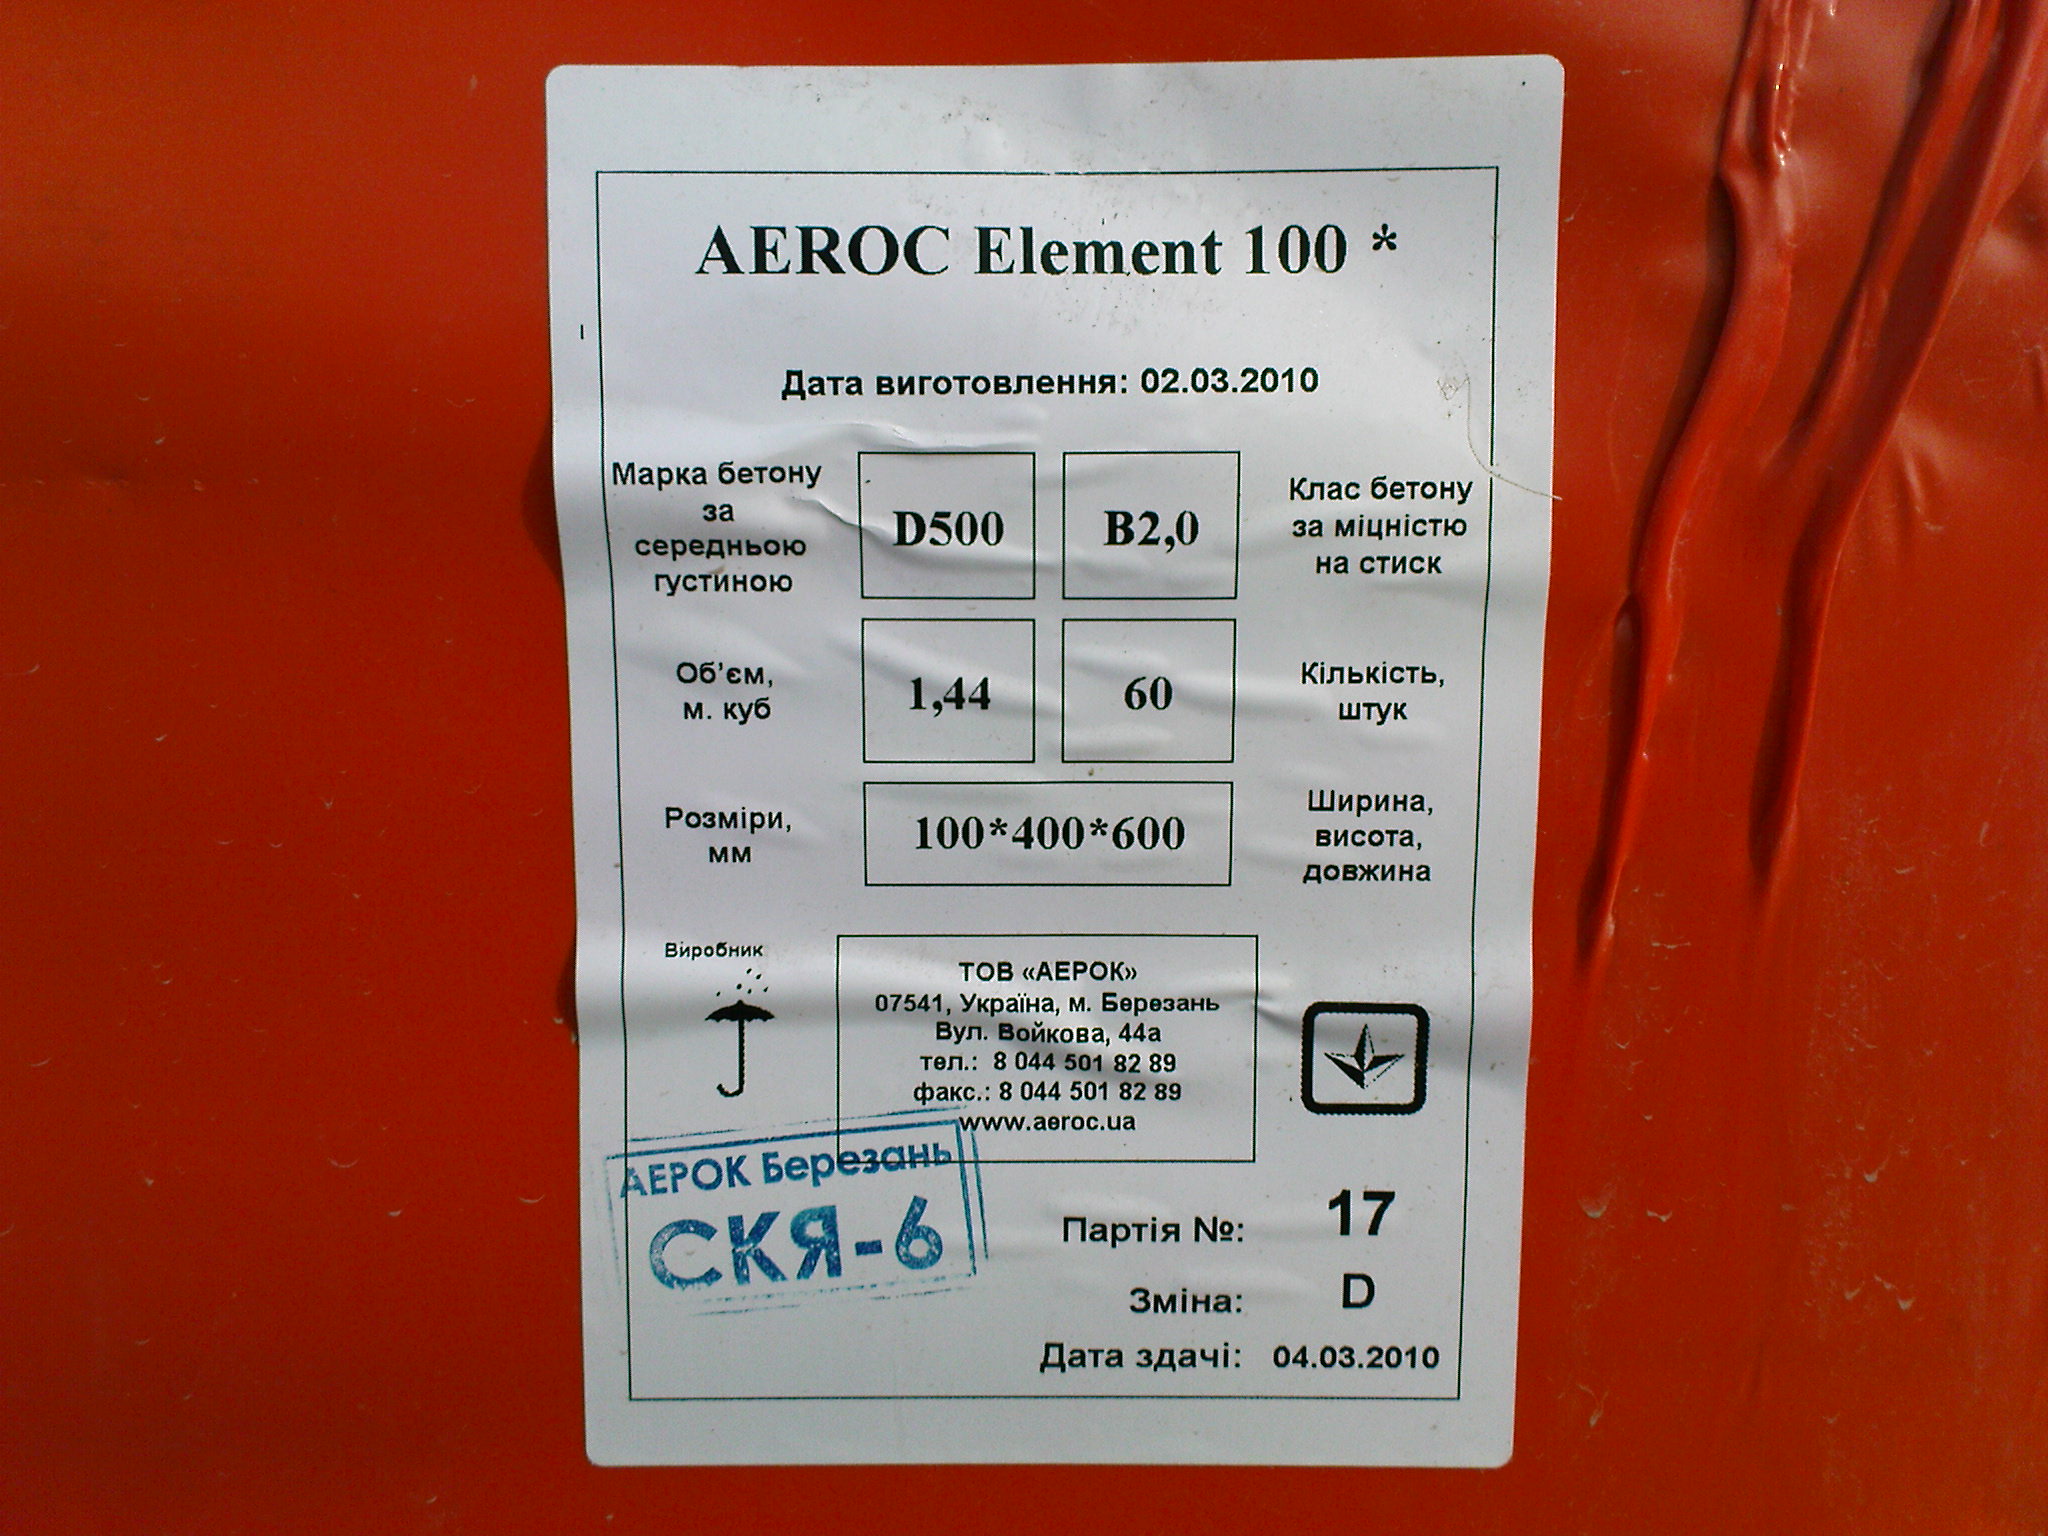 AEROC Element 100 *
Дата виготовлення: 02.03.2010
Марка бетону
за
середньою
густиною
D500
B2,0
Клас бетону
за міцністю
на стиск
Об’єм,
м. куб
1,44
60
Кількість,
штук
Розміри,
мм
100*400*600
Ширина,
висота,
довжина
Виробник
ТОВ «АЕРОК»
07541, Україна, м. Березань
Вул. Войкова, 44а
тел.: 8 044 501 82 89
факс.: 8 044 501 82 89
www.aeroc.ua
АЕРОК Березань
СКЯ-6
Партія №: 17
Зміна: D
Дата здачі: 04.03.2010